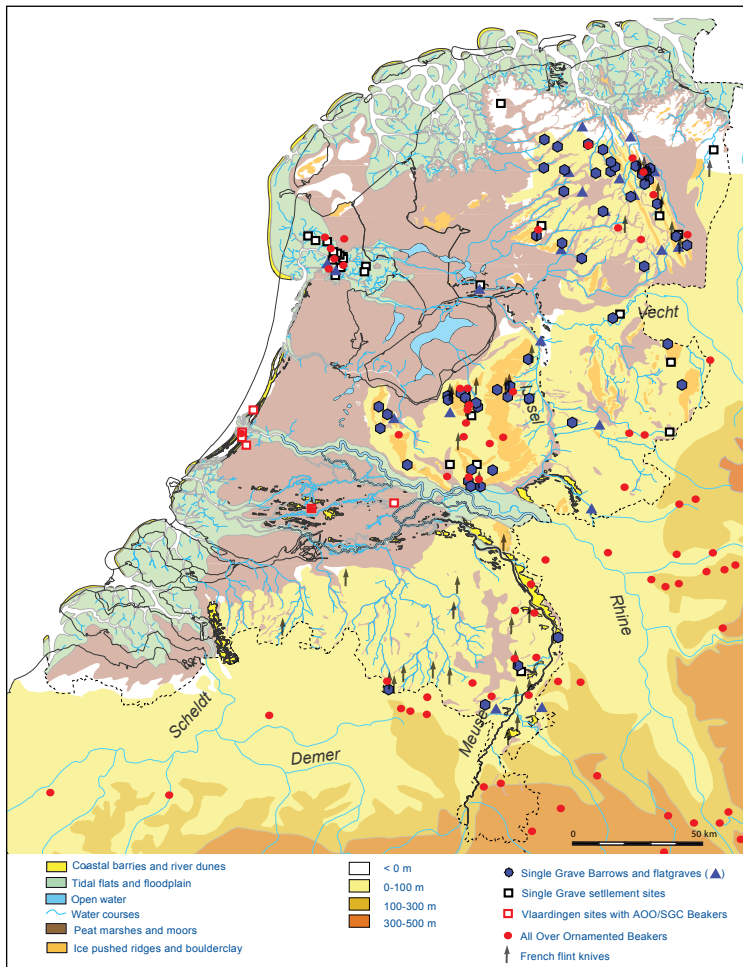 Vecht
IJssel
Rhine
Scheldt
Meuse
Demer
0 50 km
Coastal barries and river dunes
Tidal flats and floodplain
Open water
Water courses
Peat marshes and moors
Ice pushed ridges and boulderclay
< 0 m
0-100 m
100-300 m
300-500 m
Single Grave Barrows and flatgraves ( )
Single Grave setllement sites
Vlaardingen sites with AOO/SGC Beakers
All Over Ornamented Beakers
French flint knives